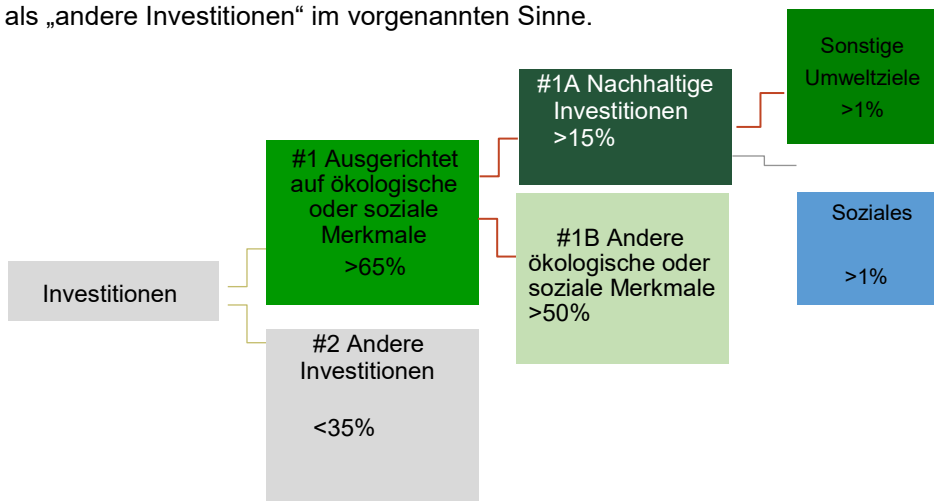 als „andere Investitionen“ im vorgenannten Sinne.
Investitionen
#1 Ausgerichtet
auf ökologische
oder soziale
Merkmale
>65%
#2 Andere
Investitionen
<35%
#1A Nachhaltige
Investitionen
>15%
#1B Andere
ökologische oder
soziale Merkmale
>50%
Sonstige
Umweltziele
>1%
Soziales
>1%